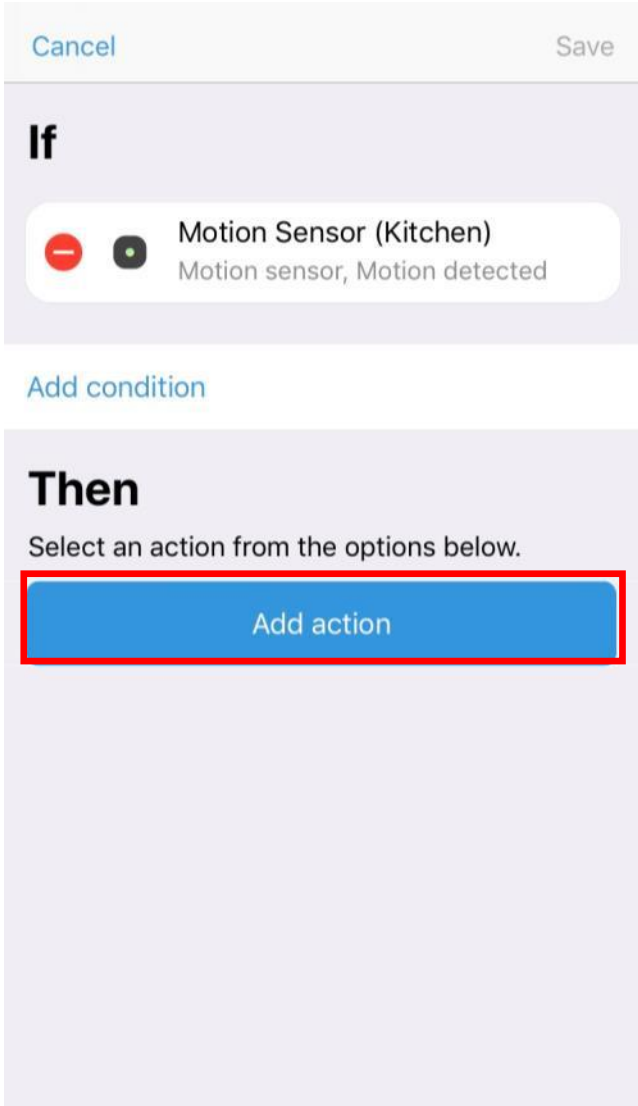 Cancel Save
If
Motion Sensor (Kitchen)
Motion sensor, Motion detected
Add condition
Then
Select an action from the options below.
Add action